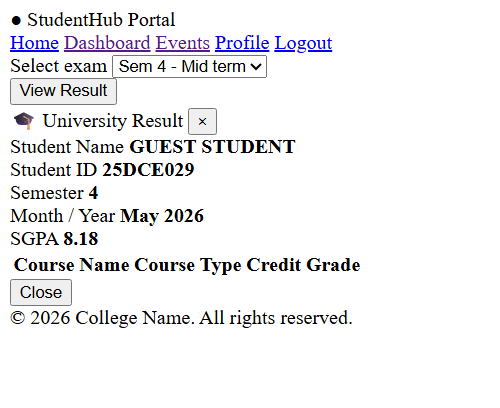 ● StudentHub Portal
Home Dashboard Events Profile Logout
Select exam Sem 4 - Mid term
View Result
🎓 University Result ×
Student Name GUEST STUDENT
Student ID 25DCE029
Semester 4
Month / Year May 2026
SGPA 8.18
Course Name Course Type Credit Grade
Close
© 2026 College Name. All rights reserved.